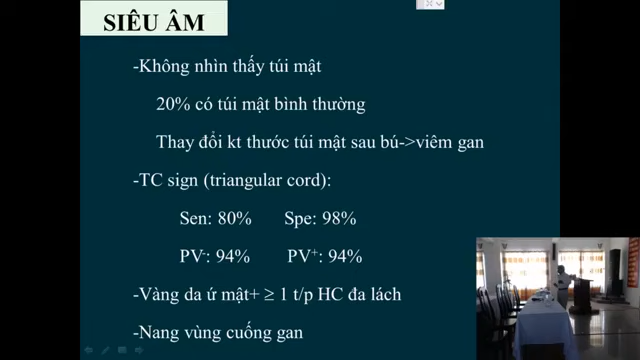 SIÊU ÂM
-Không nhìn thấy túi mật
20% có túi mật bình thường
Thay đổi kt thước túi mật sau bú->viêm gan
-TC sign (triangular cord):
Sen: 80% Spe: 98%
PV-: 94% PV+: 94%
-Vàng da ứ mật+ ≥ 1 t/p HC đa lách
-Nang vùng cuống gan